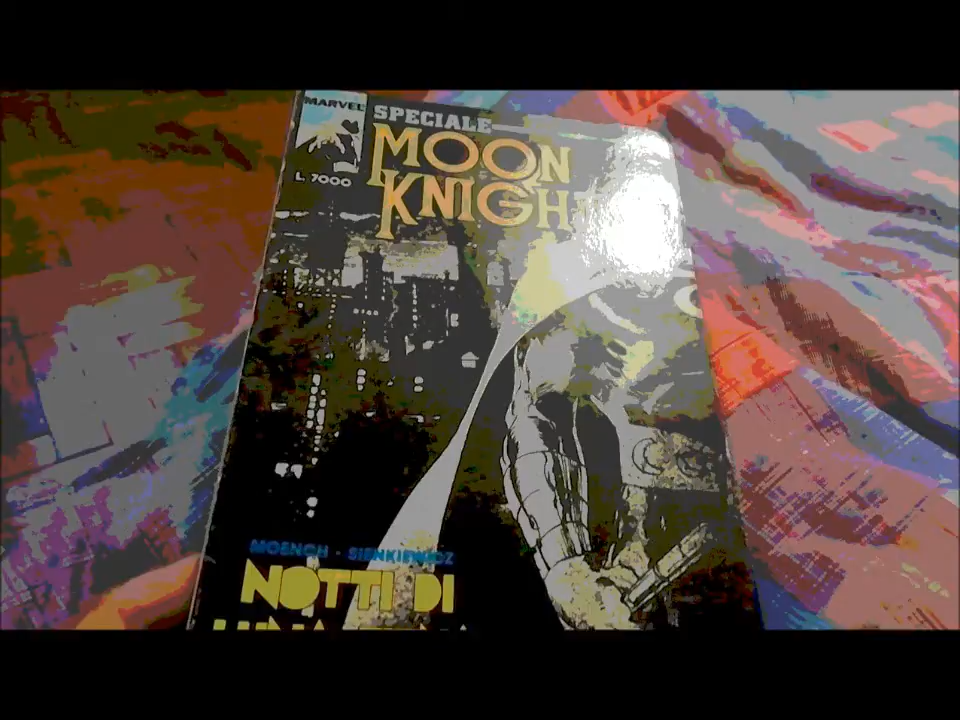 MARVEL
SPECIALE
MOON
KNIGH
L. 7000
MOENCH - SIENKIEWICZ
NOTTI DI